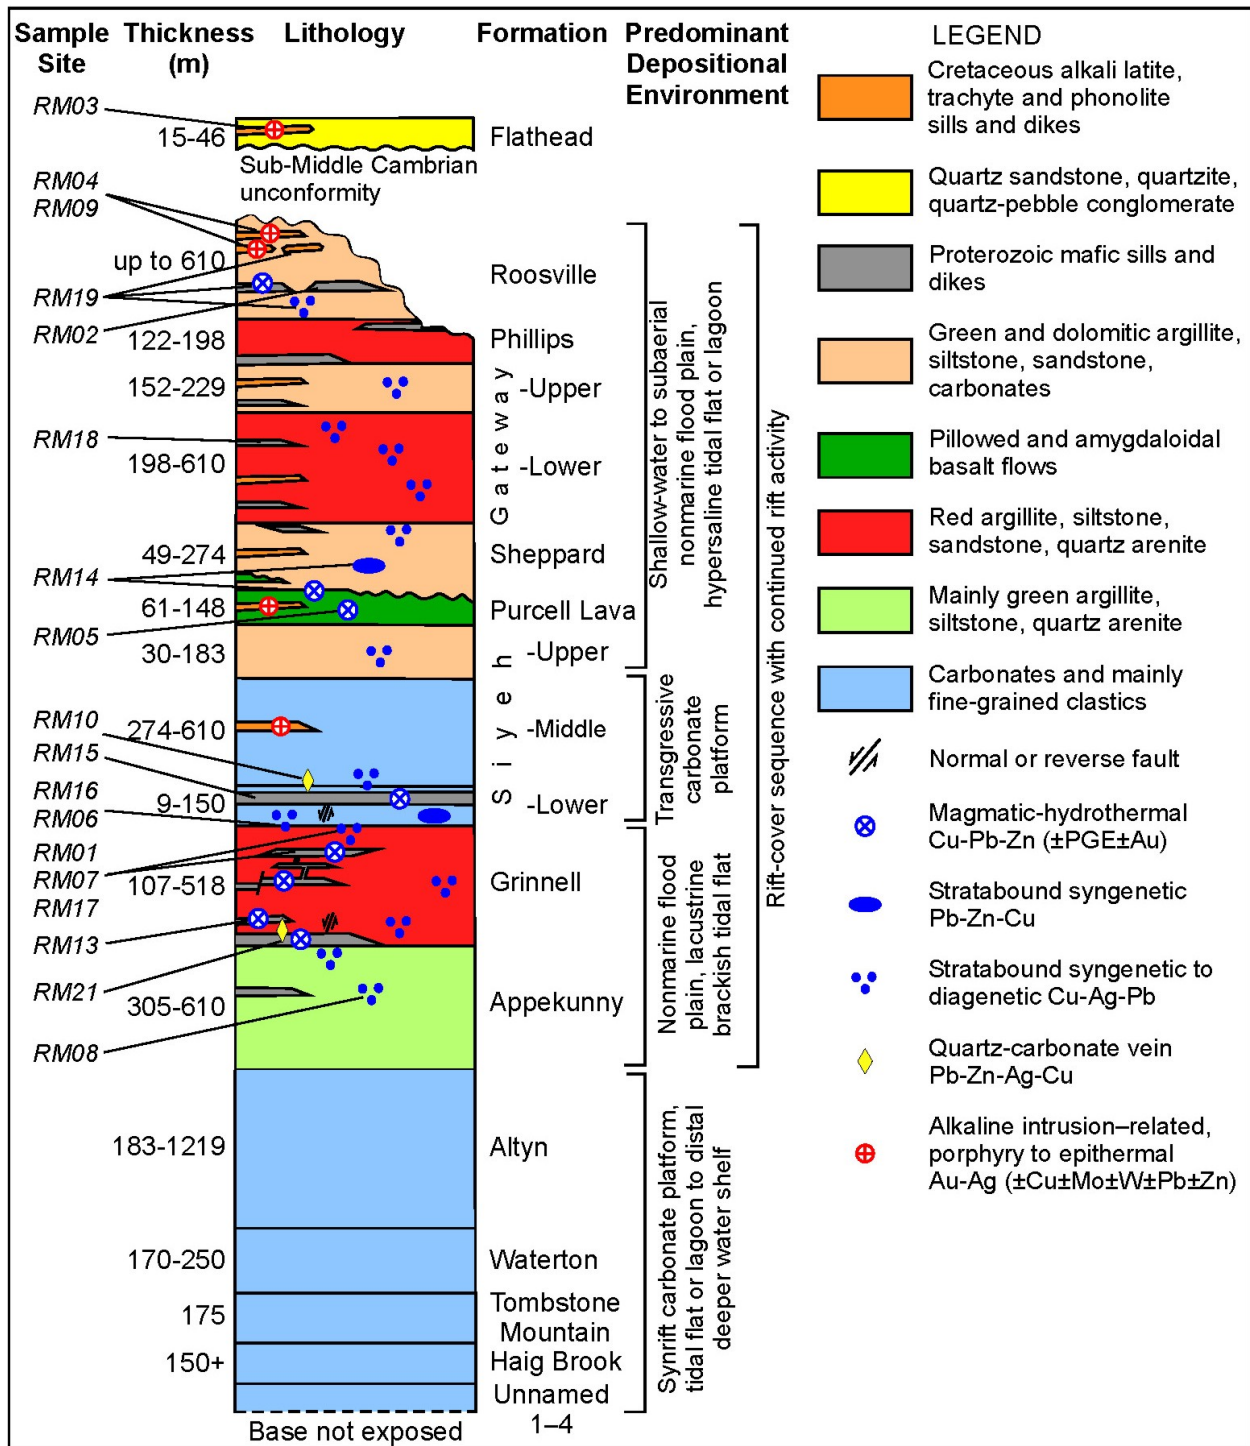 Sample Site
Thickness (m)
Lithology
Formation
Predominant Depositional Environment
RM03
15-46
Flathead
Sub-Middle Cambrian
unconformity
RM04
RM09
up to 610
Roosville
RM19
RM02
122-198
Phillips
Gateway
152-229
-Upper
RM18
198-610
-Lower
49-274
Sheppard
RM14
61-148
Purcell Lava
RM05
30-183
-Upper
Siyeh
RM10
274-610
-Middle
RM15
RM16
9-150
-Lower
RM06
RM01
RM07
107-518
Grinnell
RM17
RM13
RM21
305-610
Appekunny
RM08
183-1219
Altyn
170-250
Waterton
175
Tombstone
Mountain
150+
Haig Brook
Unnamed
1–4
Base not exposed
Shallow-water to subaerial
nonmarine flood plain,
hypersaline tidal flat or lagoon
Transgressive
carbonate
platform
Nonmarine flood
plain, lacustrine
brackish tidal flat
Synrift carbonate platform,
tidal flat or lagoon to distal
deeper water shelf
Rift-cover sequence with continued rift activity
LEGEND
Cretaceous alkali latite,
trachyte and phonolite
sills and dikes
Quartz sandstone, quartzite,
quartz-pebble conglomerate
Proterozoic mafic sills and
dikes
Green and dolomitic argillite,
siltstone, sandstone,
carbonates
Pillowed and amygdaloidal
basalt flows
Red argillite, siltstone,
sandstone, quartz arenite
Mainly green argillite,
siltstone, quartz arenite
Carbonates and mainly
fine-grained clastics
Normal or reverse fault
Magmatic-hydrothermal
Cu-Pb-Zn (±PGE±Au)
Stratabound syngenetic
Pb-Zn-Cu
Stratabound syngenetic to
diagenetic Cu-Ag-Pb
Quartz-carbonate vein
Pb-Zn-Ag-Cu
Alkaline intrusion–related,
porphyry to epithermal
Au-Ag (±Cu±Mo±W±Pb±Zn)